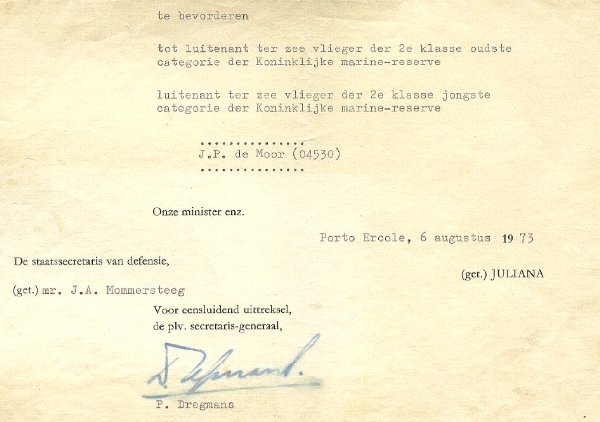 te bevorderen
tot luitenant ter zee vlieger der 2e klasse oudste
categorie der Koninklijke marine-reserve
luitenant ter zee vlieger der 2e klasse jongste
categorie der Koninklijke marine-reserve
...............
J.P. de Moor (04530)
...............
Onze minister enz.
Porto Ercole, 6 augustus 1973
De staatssecretaris van defensie,
(get.) JULIANA
(get.) mr. J.A. Mommersteeg
Voor eensluidend uittreksel,
de plv. secretaris-generaal,
P. Dregmans